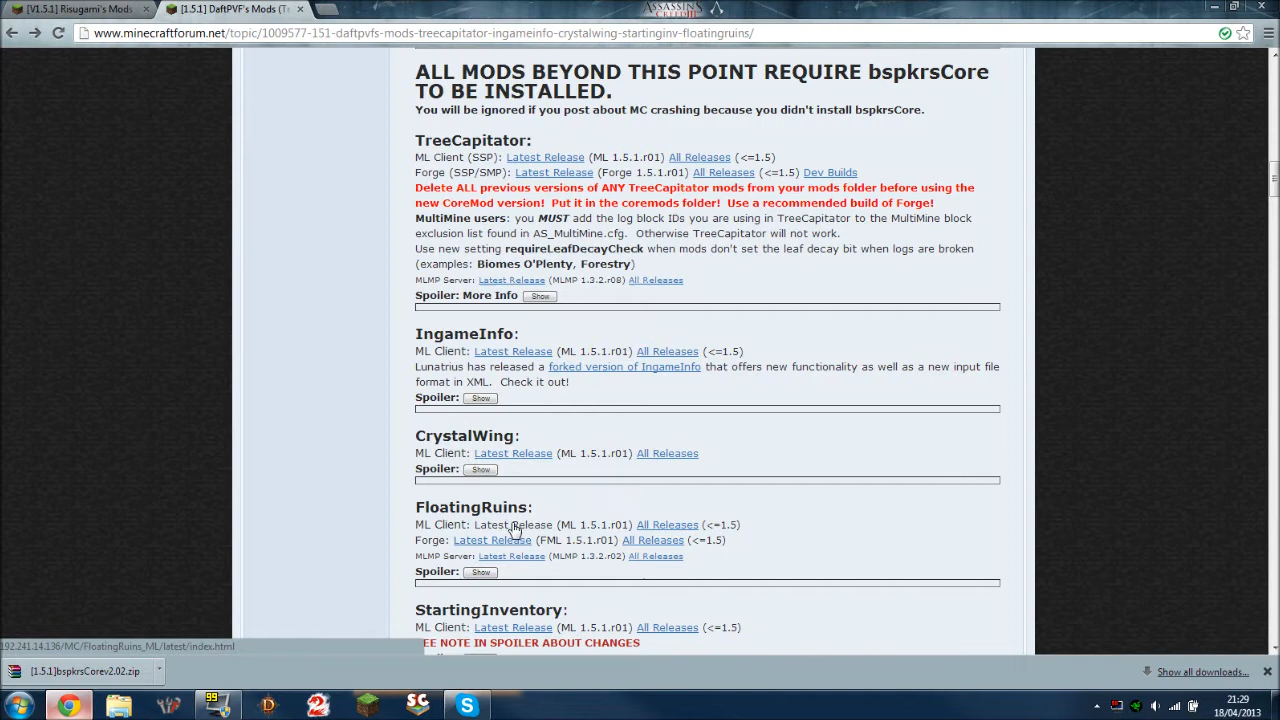 [V1.5.1] Risugami's Mods
[1.5.1] DaftPVF's Mods (Tr
ASSASSIN'S
www.minecraftforum.net/topic/1009577-151-daftpvfs-mods-treecapitator-ingameinfo-crystalwing-startinginv-floatingruins/
ALL MODS BEYOND THIS POINT REQUIRE bspkrsCore
TO BE INSTALLED.
You will be ignored if you post about MC crashing because you didn't install bspkrsCore.
TreeCapitator:
ML Client (SSP): Latest Release (ML 1.5.1.r01) All Releases (<=1.5)
Forge (SSP/SMP): Latest Release (Forge 1.5.1.r01) All Releases (<=1.5) Dev Builds
Delete ALL previous versions of ANY TreeCapitator mods from your mods folder before using the
new CoreMod version! Put it in the coremods folder! Use a recommended build of Forge!
MultiMine users: you MUST add the log block IDs you are using in TreeCapitator to the MultiMine block
exclusion list found in AS_MultiMine.cfg. Otherwise TreeCapitator will not work.
Use new setting requireLeafDecayCheck when mods don't set the leaf decay bit when logs are broken
(examples: Biomes O'Plenty, Forestry)
MLMP Server: Latest Release (MLMP 1.3.2.r08) All Releases
Spoiler: More Info Show
IngameInfo:
ML Client: Latest Release (ML 1.5.1.r01) All Releases (<=1.5)
Lunatrius has released a forked version of IngameInfo that offers new functionality as well as a new input file
format in XML. Check it out!
Spoiler: Show
CrystalWing:
ML Client: Latest Release (ML 1.5.1.r01) All Releases
Spoiler: Show
FloatingRuins:
ML Client: Latest Release (ML 1.5.1.r01) All Releases (<=1.5)
Forge: Latest Release (FML 1.5.1.r01) All Releases (<=1.5)
MLMP Server: Latest Release (MLMP 1.3.2.r02) All Releases
Spoiler: Show
StartingInventory:
ML Client: Latest Release (ML 1.5.1.r01) All Releases (<=1.5)
EE NOTE IN SPOILER ABOUT CHANGES
192.241.14.136/MC/FloatingRuins_ML/latest/index.html
[1.5.1]bspkrsCorev2.02.zip
Show all downloads...
99
SC
21:29
18/04/2013